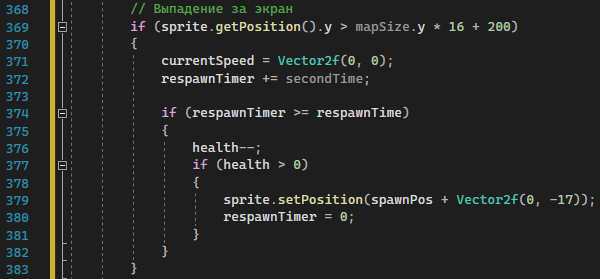 368 // Выпадение за экран
369 if (sprite.getPosition().y > mapSize.y * 16 + 200)
370 {
371 currentSpeed = Vector2f(0, 0);
372 respawnTimer += secondTime;
373
374 if (respawnTimer >= respawnTime)
375 {
376 health--;
377 if (health > 0)
378 {
379 sprite.setPosition(spawnPos + Vector2f(0, -17));
380 respawnTimer = 0;
381 }
382 }
383 }